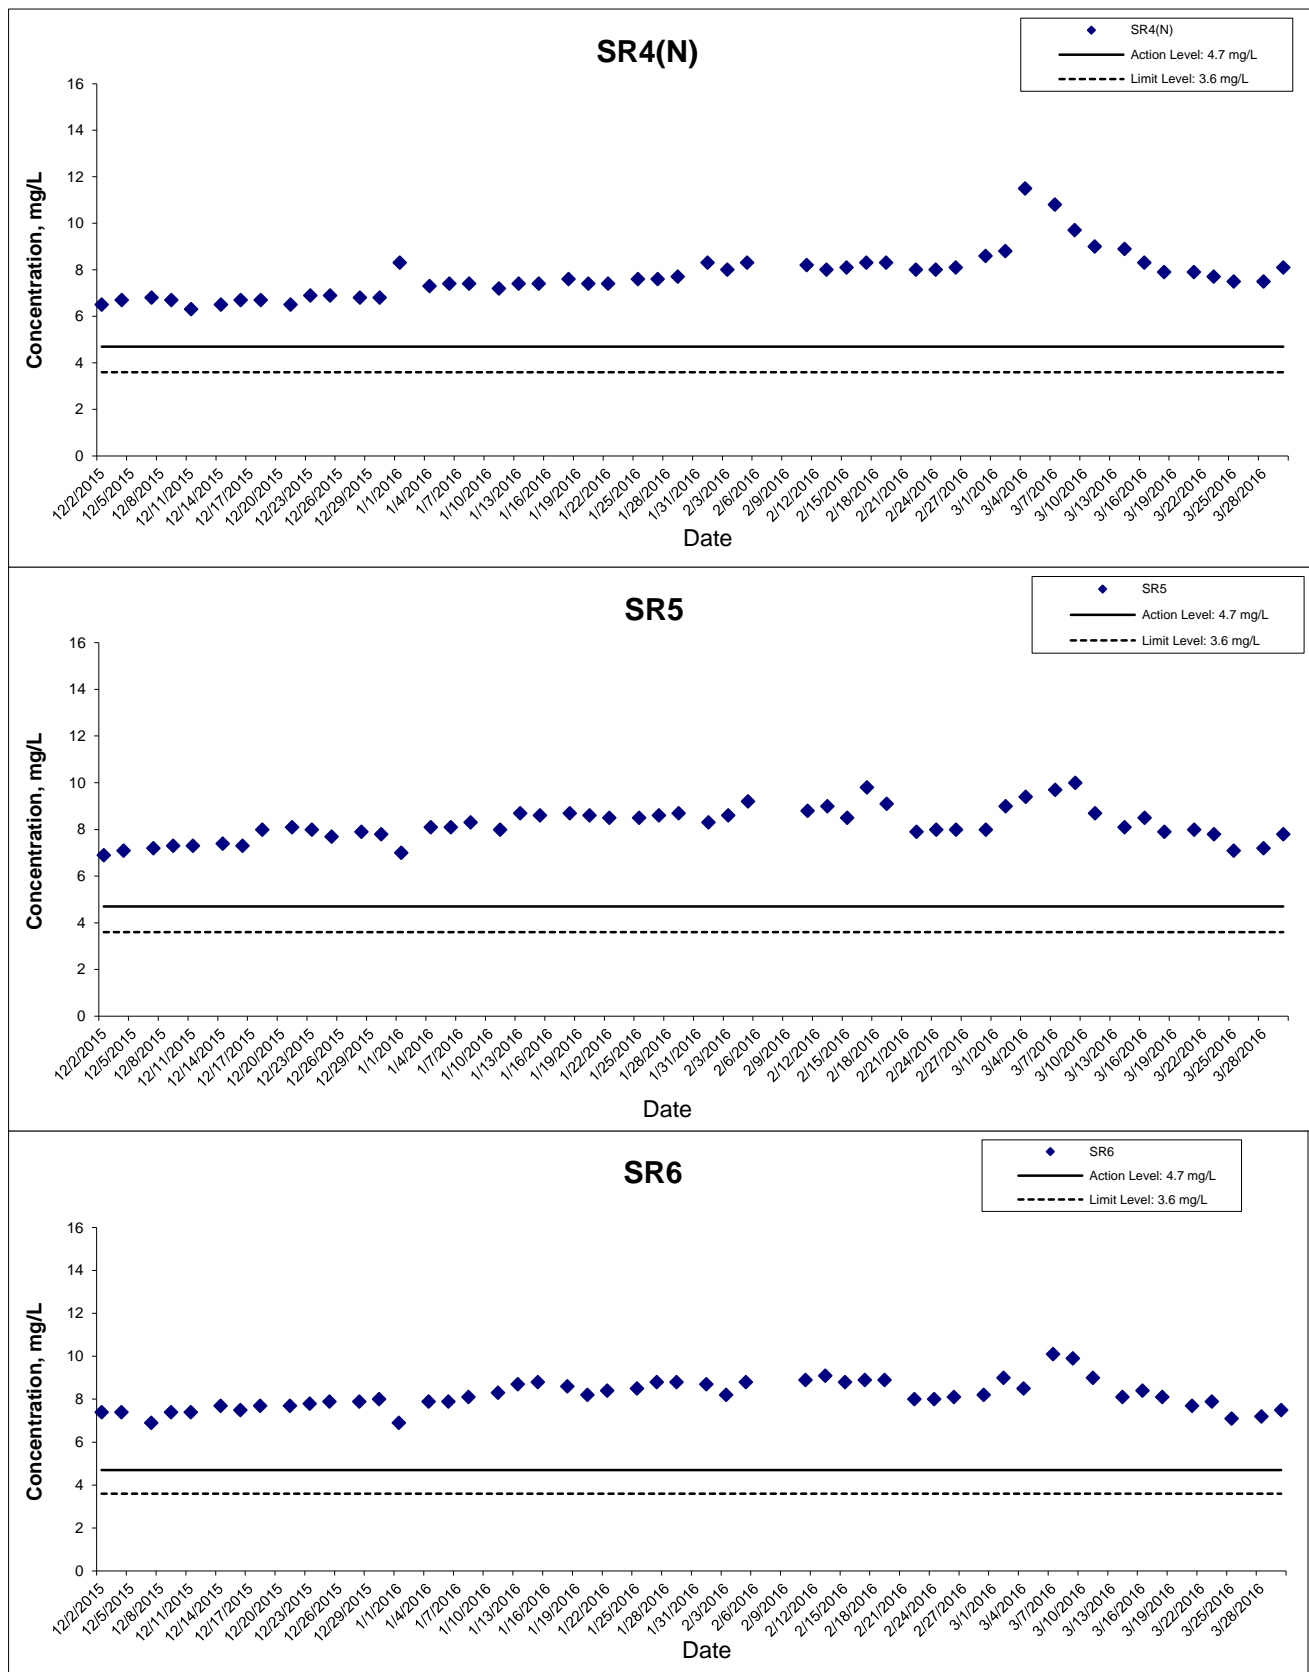 SR4(N)
SR4(N)
Action Level: 4.7 mg/L
Limit Level: 3.6 mg/L
Concentration, mg/L
16
14
12
10
8
6
4
2
0
12/2/2015 12/5/2015 12/8/2015 12/11/2015 12/14/2015 12/17/2015 12/20/2015 12/23/2015 12/26/2015 12/29/2015 1/1/2016 1/4/2016 1/7/2016 1/10/2016 1/13/2016 1/16/2016 1/19/2016 1/22/2016 1/25/2016 1/28/2016 1/31/2016 2/3/2016 2/6/2016 2/9/2016 2/12/2016 2/15/2016 2/18/2016 2/21/2016 2/24/2016 2/27/2016 3/1/2016 3/4/2016 3/7/2016 3/10/2016 3/13/2016 3/16/2016 3/19/2016 3/22/2016 3/25/2016 3/28/2016
Date
SR5
SR5
Action Level: 4.7 mg/L
Limit Level: 3.6 mg/L
Concentration, mg/L
16
14
12
10
8
6
4
2
0
12/2/2015 12/5/2015 12/8/2015 12/11/2015 12/14/2015 12/17/2015 12/20/2015 12/23/2015 12/26/2015 12/29/2015 1/1/2016 1/4/2016 1/7/2016 1/10/2016 1/13/2016 1/16/2016 1/19/2016 1/22/2016 1/25/2016 1/28/2016 1/31/2016 2/3/2016 2/6/2016 2/9/2016 2/12/2016 2/15/2016 2/18/2016 2/21/2016 2/24/2016 2/27/2016 3/1/2016 3/4/2016 3/7/2016 3/10/2016 3/13/2016 3/16/2016 3/19/2016 3/22/2016 3/25/2016 3/28/2016
Date
SR6
SR6
Action Level: 4.7 mg/L
Limit Level: 3.6 mg/L
Concentration, mg/L
16
14
12
10
8
6
4
2
0
12/2/2015 12/5/2015 12/8/2015 12/11/2015 12/14/2015 12/17/2015 12/20/2015 12/23/2015 12/26/2015 12/29/2015 1/1/2016 1/4/2016 1/7/2016 1/10/2016 1/13/2016 1/16/2016 1/19/2016 1/22/2016 1/25/2016 1/28/2016 1/31/2016 2/3/2016 2/6/2016 2/9/2016 2/12/2016 2/15/2016 2/18/2016 2/21/2016 2/24/2016 2/27/2016 3/1/2016 3/4/2016 3/7/2016 3/10/2016 3/13/2016 3/16/2016 3/19/2016 3/22/2016 3/25/2016 3/28/2016
Date